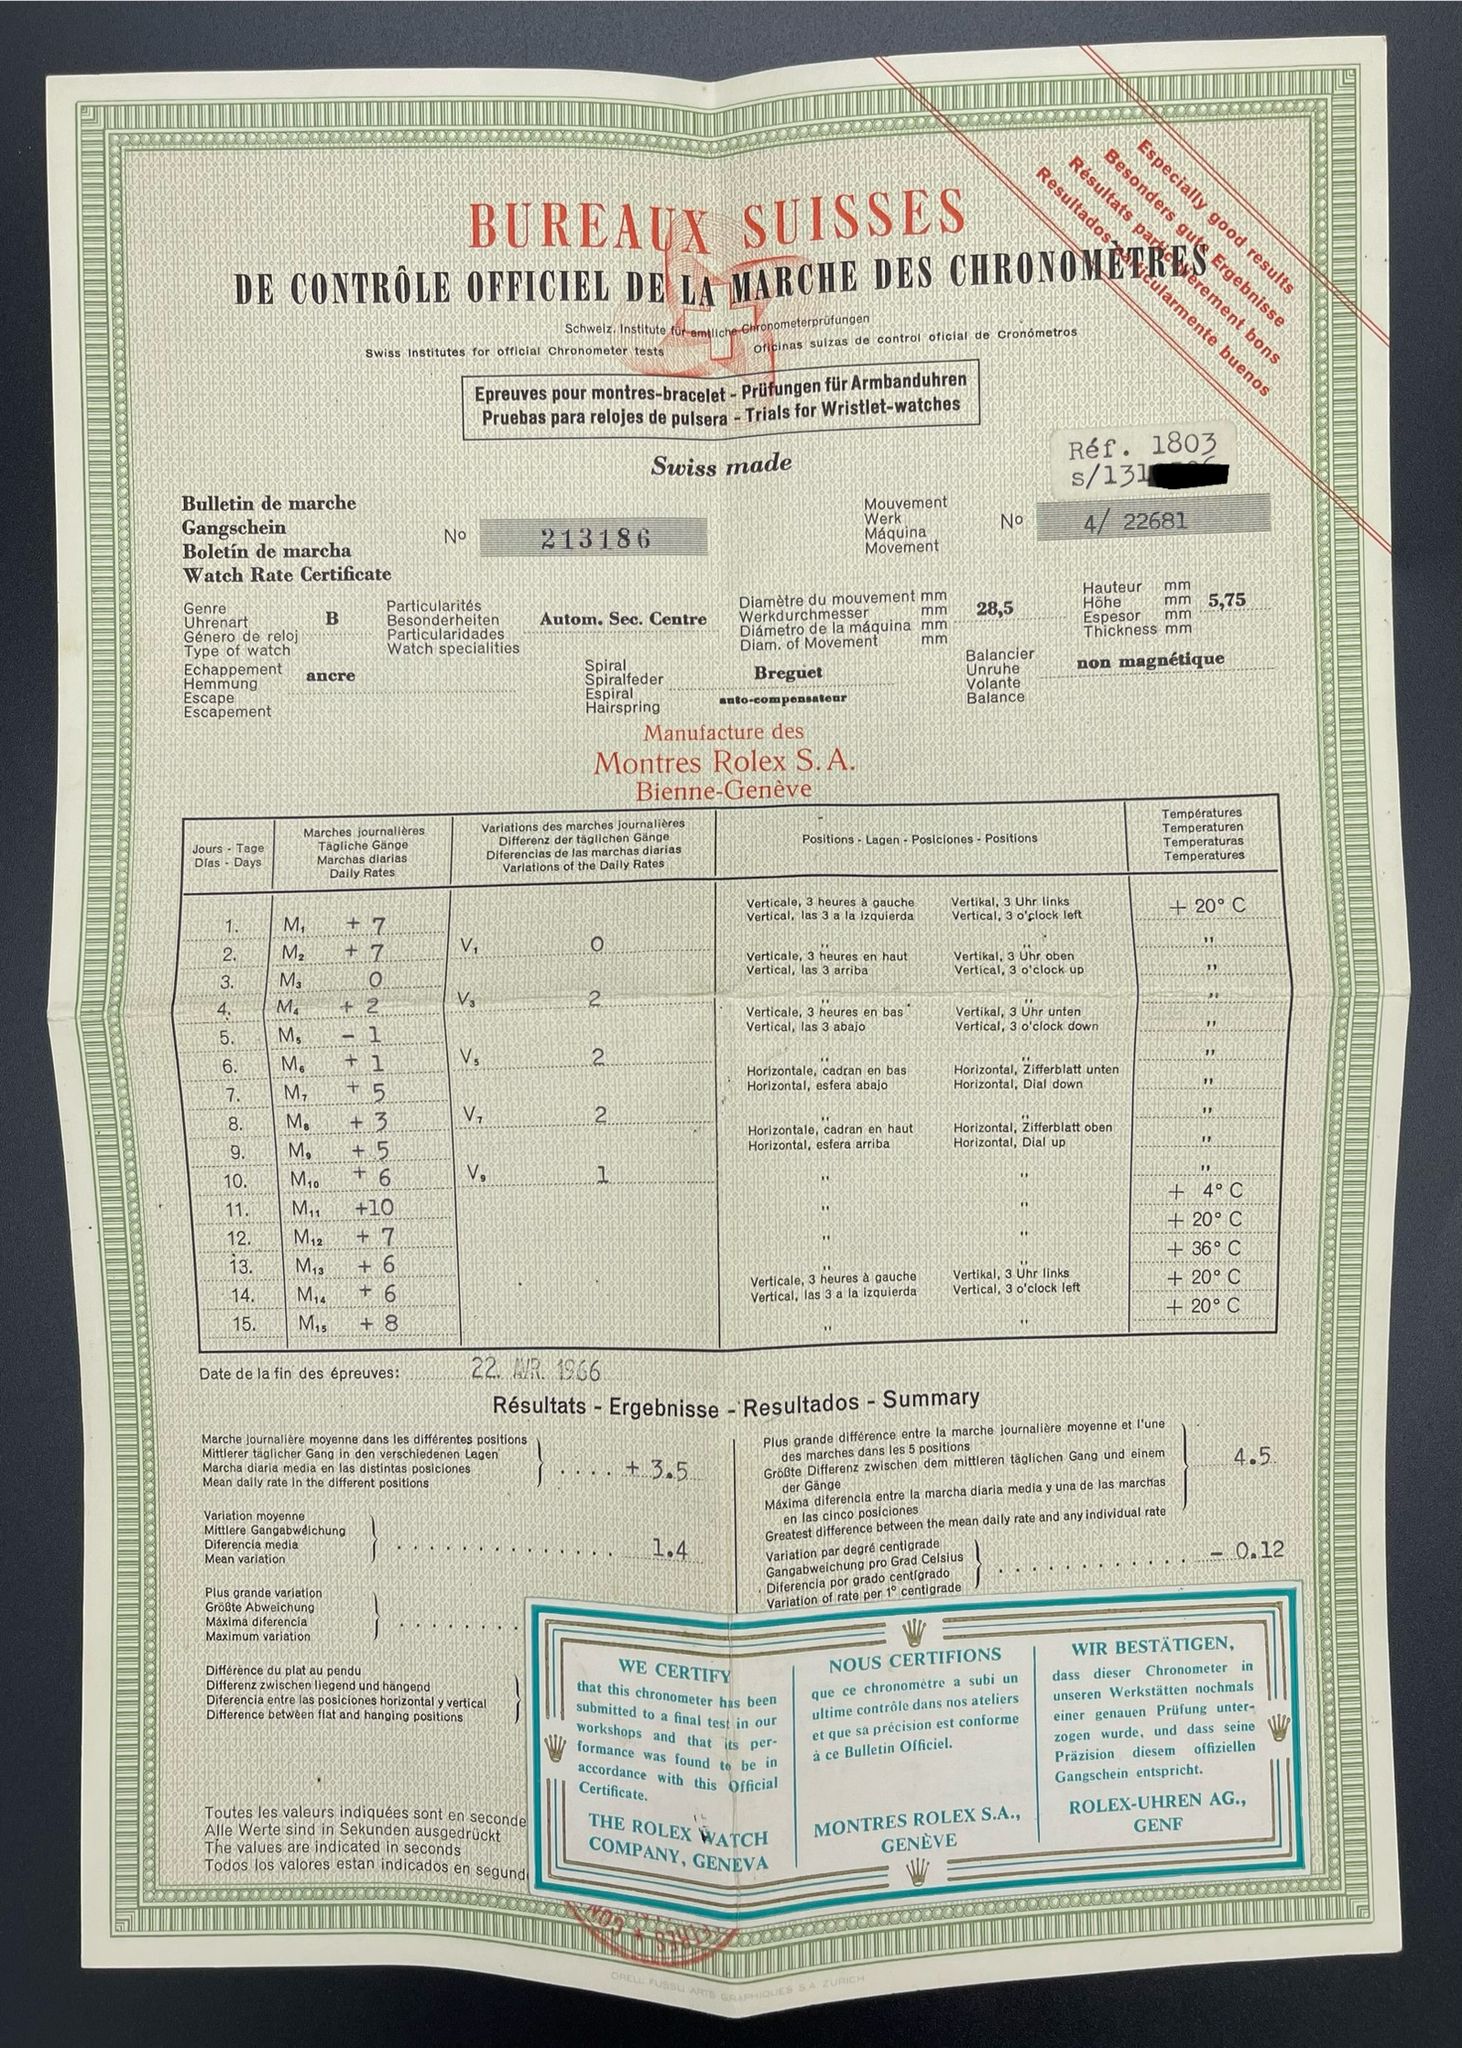 Especially good results
Besonders gute Ergebnisse
Résultats particulièrement bons
Resultados particularmente buenos
BUREAUX SUISSES
DE CONTRÔLE OFFICIEL DE LA MARCHE DES CHRONOMÈTRES
Schweiz. Institute für amtliche Chronometerprüfungen
Swiss Institutes for official Chronometer tests
Oficinas suizas de control oficial de Cronómetros
Epreuves pour montres-bracelet - Prüfungen für Armbanduhren
Pruebas para relojes de pulsera - Trials for Wristlet-watches
Swiss made
Réf. 1803
s/131
Bulletin de marche
Gangschein
Boletín de marcha
Watch Rate Certificate
No 213186
Mouvement
Werk
Máquina
Movement
No 4/ 22681
Genre
Uhrenart
Género de reloj
Type of watch
B
Particularités
Besonderheiten
Particularidades
Watch specialities
Autom. Sec. Centre
Diamètre du mouvement mm
Werkdurchmesser mm
Diámetro de la máquina mm
Diam. of Movement mm
28,5
Hauteur mm
Höhe mm
Espesor mm
Thickness mm
5,75
Echappement
Hemmung
Escape
Escapement
ancre
Spiral
Spiralfeder
Espiral
Hairspring
Breguet
auto-compensateur
Balancier
Unruhe
Volante
Balance
non magnétique
Manufacture des
Montres Rolex S.A.
Bienne-Genève
Jours - Tage
Días - Days
Marches journalières
Tägliche Gänge
Marchas diarias
Daily Rates
Variations des marches journalières
Differenz der täglichen Gänge
Diferencias de las marchas diarias
Variations of the Daily Rates
Positions - Lagen - Posiciones - Positions
Températures
Temperaturen
Temperaturas
Temperatures
1. M₁ + 7 Verticale, 3 heures à gauche Vertikal, 3 Uhr links + 20° C
Vertical, las 3 a la izquierda Vertical, 3 o'clock left
2. M₂ + 7 V₁ 0 " " "
3. M₃ 0 Verticale, 3 heures en haut Vertikal, 3 Uhr oben "
Vertical, las 3 arriba Vertical, 3 o'clock up
4. M₄ + 2 V₃ 2 " " "
5. M₅ - 1 Verticale, 3 heures en bas Vertikal, 3 Uhr unten "
Vertical, las 3 abajo Vertical, 3 o'clock down
6. M₆ + 1 V₅ 2 " " "
7. M₇ + 5 Horizontale, cadran en bas Horizontal, Zifferblatt unten "
Horizontal, esfera abajo Horizontal, Dial down
8. M₈ + 3 V₇ 2 " " "
9. M₉ + 5 Horizontale, cadran en haut Horizontal, Zifferblatt oben "
Horizontal, esfera arriba Horizontal, Dial up
10. M₁₀ + 6 V₉ 1 " " "
11. M₁₁ +10 " " + 4° C
12. M₁₂ + 7 " " + 20° C
13. M₁₃ + 6 " " + 36° C
14. M₁₄ + 6 Verticale, 3 heures à gauche Vertikal, 3 Uhr links + 20° C
Vertical, las 3 a la izquierda Vertical, 3 o'clock left
15. M₁₅ + 8 " " + 20° C
Date de la fin des épreuves: 22. AVR. 1966
Résultats - Ergebnisse - Resultados - Summary
Marche journalière moyenne dans les différentes positions
Mittlerer täglicher Gang in den verschiedenen Lagen
Marcha diaria media en las distintas posiciones
Mean daily rate in the different positions
+ 3.5
Variation moyenne
Mittlere Gangabweichung
Diferencia media
Mean variation
1.4
Plus grande variation
Größte Abweichung
Máxima diferencia
Maximum variation
Différence du plat au pendu
Differenz zwischen liegend und hängend
Diferencia entre las posiciones horizontal y vertical
Difference between flat and hanging positions
Toutes les valeurs indiquées sont en seconde
Alle Werte sind in Sekunden ausgedrückt
The values are indicated in seconds
Todos los valores estan indicados en segund
Plus grande différence entre la marche journalière moyenne et l'une
des marches dans les 5 positions
Größte Differenz zwischen dem mittleren täglichen Gang und einem
der Gänge
Máxima diferencia entre la marcha diaria media y una de las marchas
en las cinco posiciones
Greatest difference between the mean daily rate and any individual rate
4.5
Variation par degré centigrade
Gangabweichung pro Grad Celsius
Diferencia por grado centígrado
Variation of rate per 1° centigrade
- 0.12
WE CERTIFY
that this chronometer has been
submitted to a final test in our
workshops and that its per-
formance was found to be in
accordance with this Official
Certificate.
THE ROLEX WATCH
COMPANY, GENEVA
NOUS CERTIFIONS
que ce chronomètre a subi un
ultime contrôle dans nos ateliers
et que sa précision est conforme
à ce Bulletin Officiel.
MONTRES ROLEX S.A.,
GENÈVE
WIR BESTÄTIGEN,
dass dieser Chronometer in
unseren Werkstätten nochmals
einer genauen Prüfung unter-
zogen wurde, und dass seine
Präzision diesem offiziellen
Gangschein entspricht.
ROLEX-UHREN AG.,
GENF
ORELL FÜSSLI ARTS GRAPHIQUES S.A. ZURICH